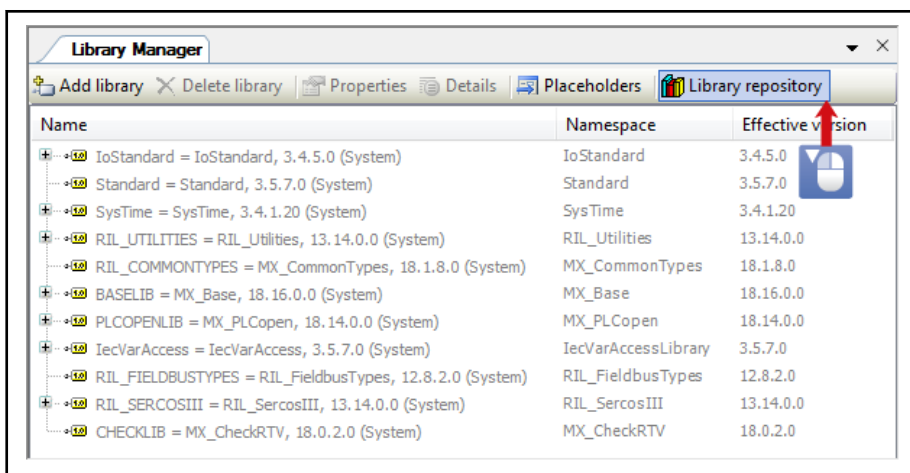 Library Manager
Add library Delete library Properties Details Placeholders Library repository
Name Namespace Effective version
IoStandard = IoStandard, 3.4.5.0 (System) IoStandard 3.4.5.0
Standard = Standard, 3.5.7.0 (System) Standard 3.5.7.0
SysTime = SysTime, 3.4.1.20 (System) SysTime 3.4.1.20
RIL_UTILITIES = RIL_Utilities, 13.14.0.0 (System) RIL_Utilities 13.14.0.0
RIL_COMMONTYPES = MX_CommonTypes, 18.1.8.0 (System) MX_CommonTypes 18.1.8.0
BASELIB = MX_Base, 18.16.0.0 (System) MX_Base 18.16.0.0
PLCOPENLIB = MX_PLCopen, 18.14.0.0 (System) MX_PLCopen 18.14.0.0
IecVarAccess = IecVarAccess, 3.5.7.0 (System) IecVarAccessLibrary 3.5.7.0
RIL_FIELDBUSTYPES = RIL_FieldbusTypes, 12.8.2.0 (System) RIL_FieldbusTypes 12.8.2.0
RIL_SERCOSIII = RIL_SercosIII, 13.14.0.0 (System) RIL_SercosIII 13.14.0.0
CHECKLIB = MX_CheckRTV, 18.0.2.0 (System) MX_CheckRTV 18.0.2.0